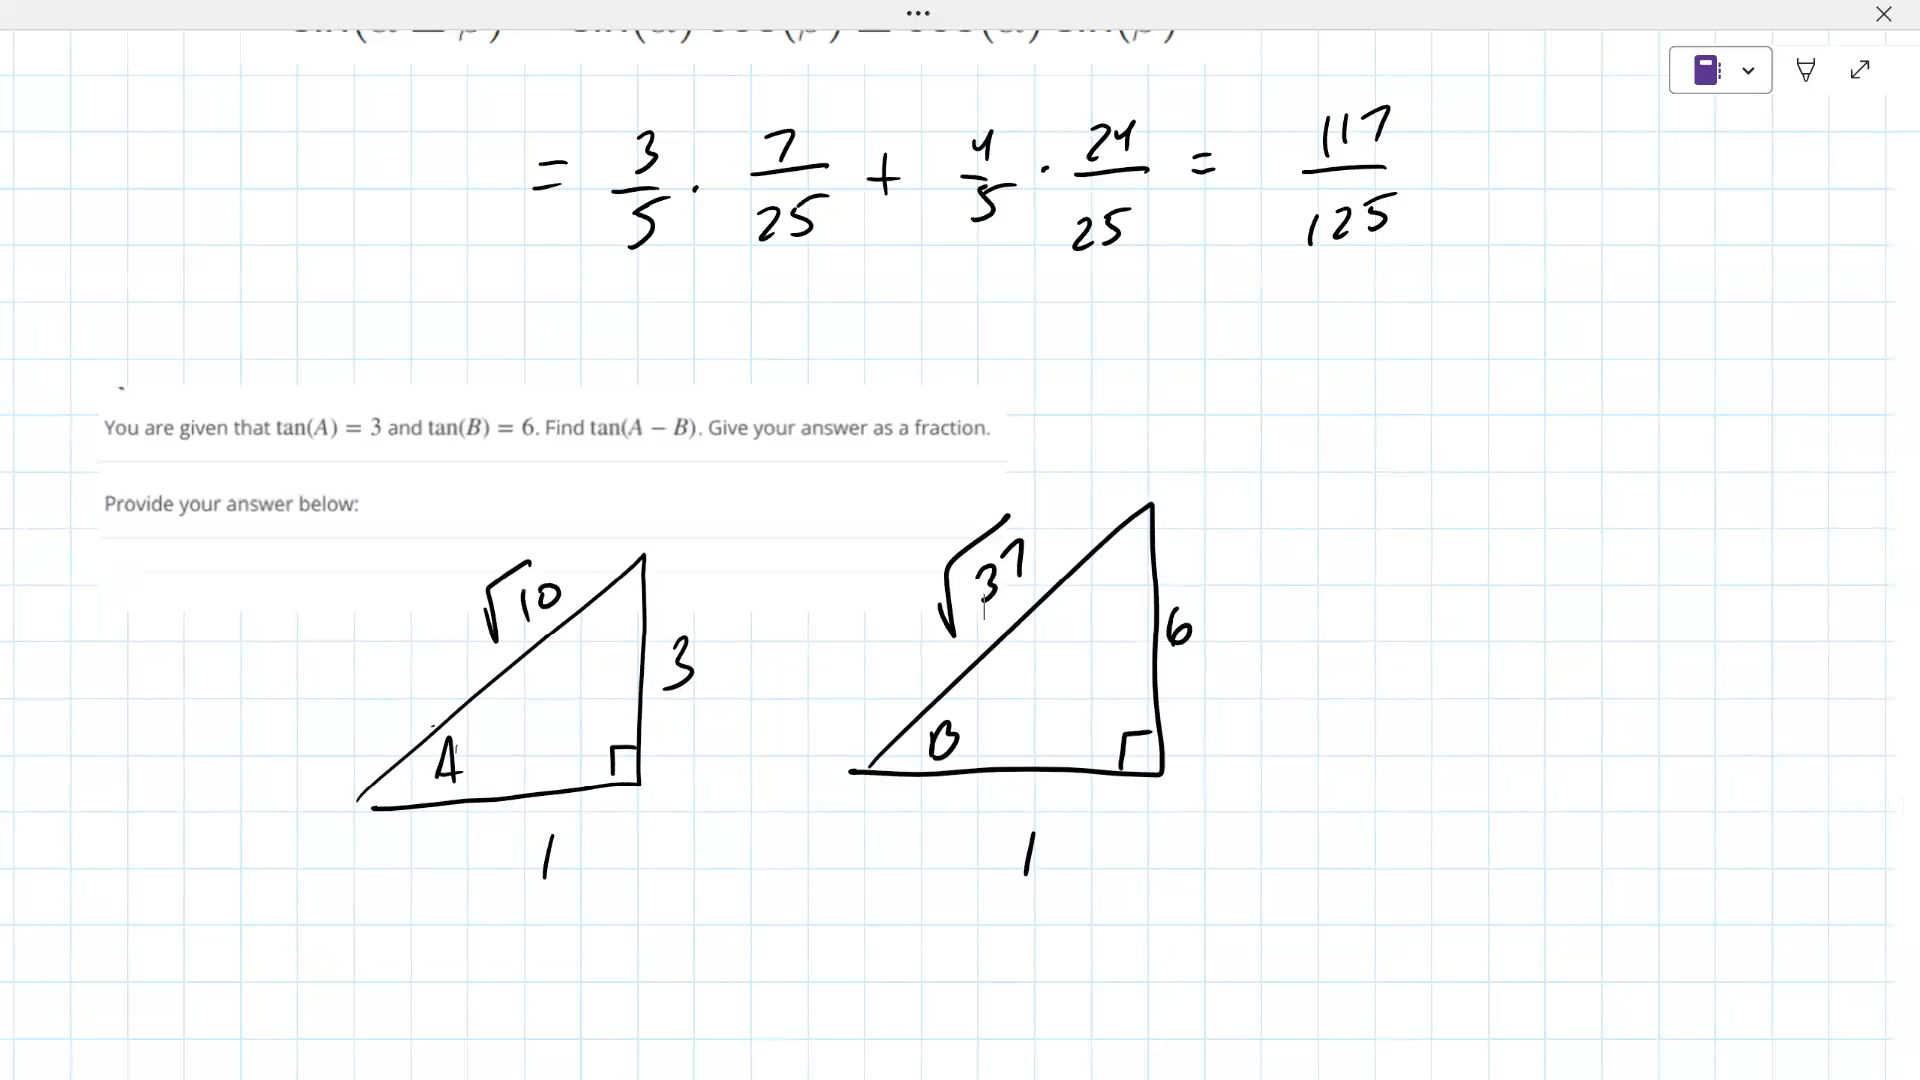 = 3/5 · 7/25 + 4/5 · 24/25 = 117/125
You are given that tan(A) = 3 and tan(B) = 6. Find tan(A − B). Give your answer as a fraction.
Provide your answer below:
√10
3
A
1
√37
6
B
1